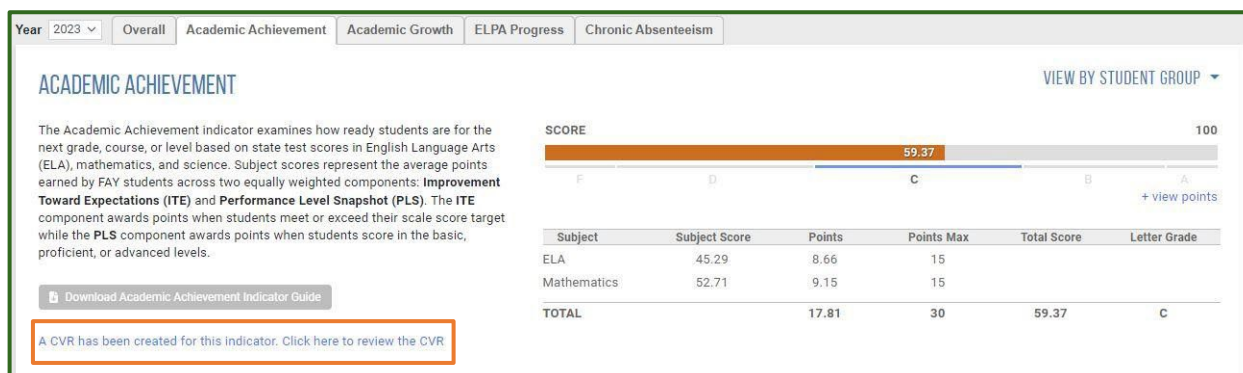 Year 2023 Overall Academic Achievement Academic Growth ELPA Progress Chronic Absenteeism
ACADEMIC ACHIEVEMENT
VIEW BY STUDENT GROUP
The Academic Achievement indicator examines how ready students are for the
next grade, course, or level based on state test scores in English Language Arts
(ELA), mathematics, and science. Subject scores represent the average points
earned by FAY students across two equally weighted components: Improvement
Toward Expectations (ITE) and Performance Level Snapshot (PLS). The ITE
component awards points when students meet or exceed their scale score target
while the PLS component awards points when students score in the basic,
proficient, or advanced levels.
Download Academic Achievement Indicator Guide
A CVR has been created for this indicator. Click here to review the CVR
SCORE 100
59.37
F D C B A
+ view points
Subject Subject Score Points Points Max Total Score Letter Grade
ELA 45.29 8.66 15
Mathematics 52.71 9.15 15
TOTAL 17.81 30 59.37 C